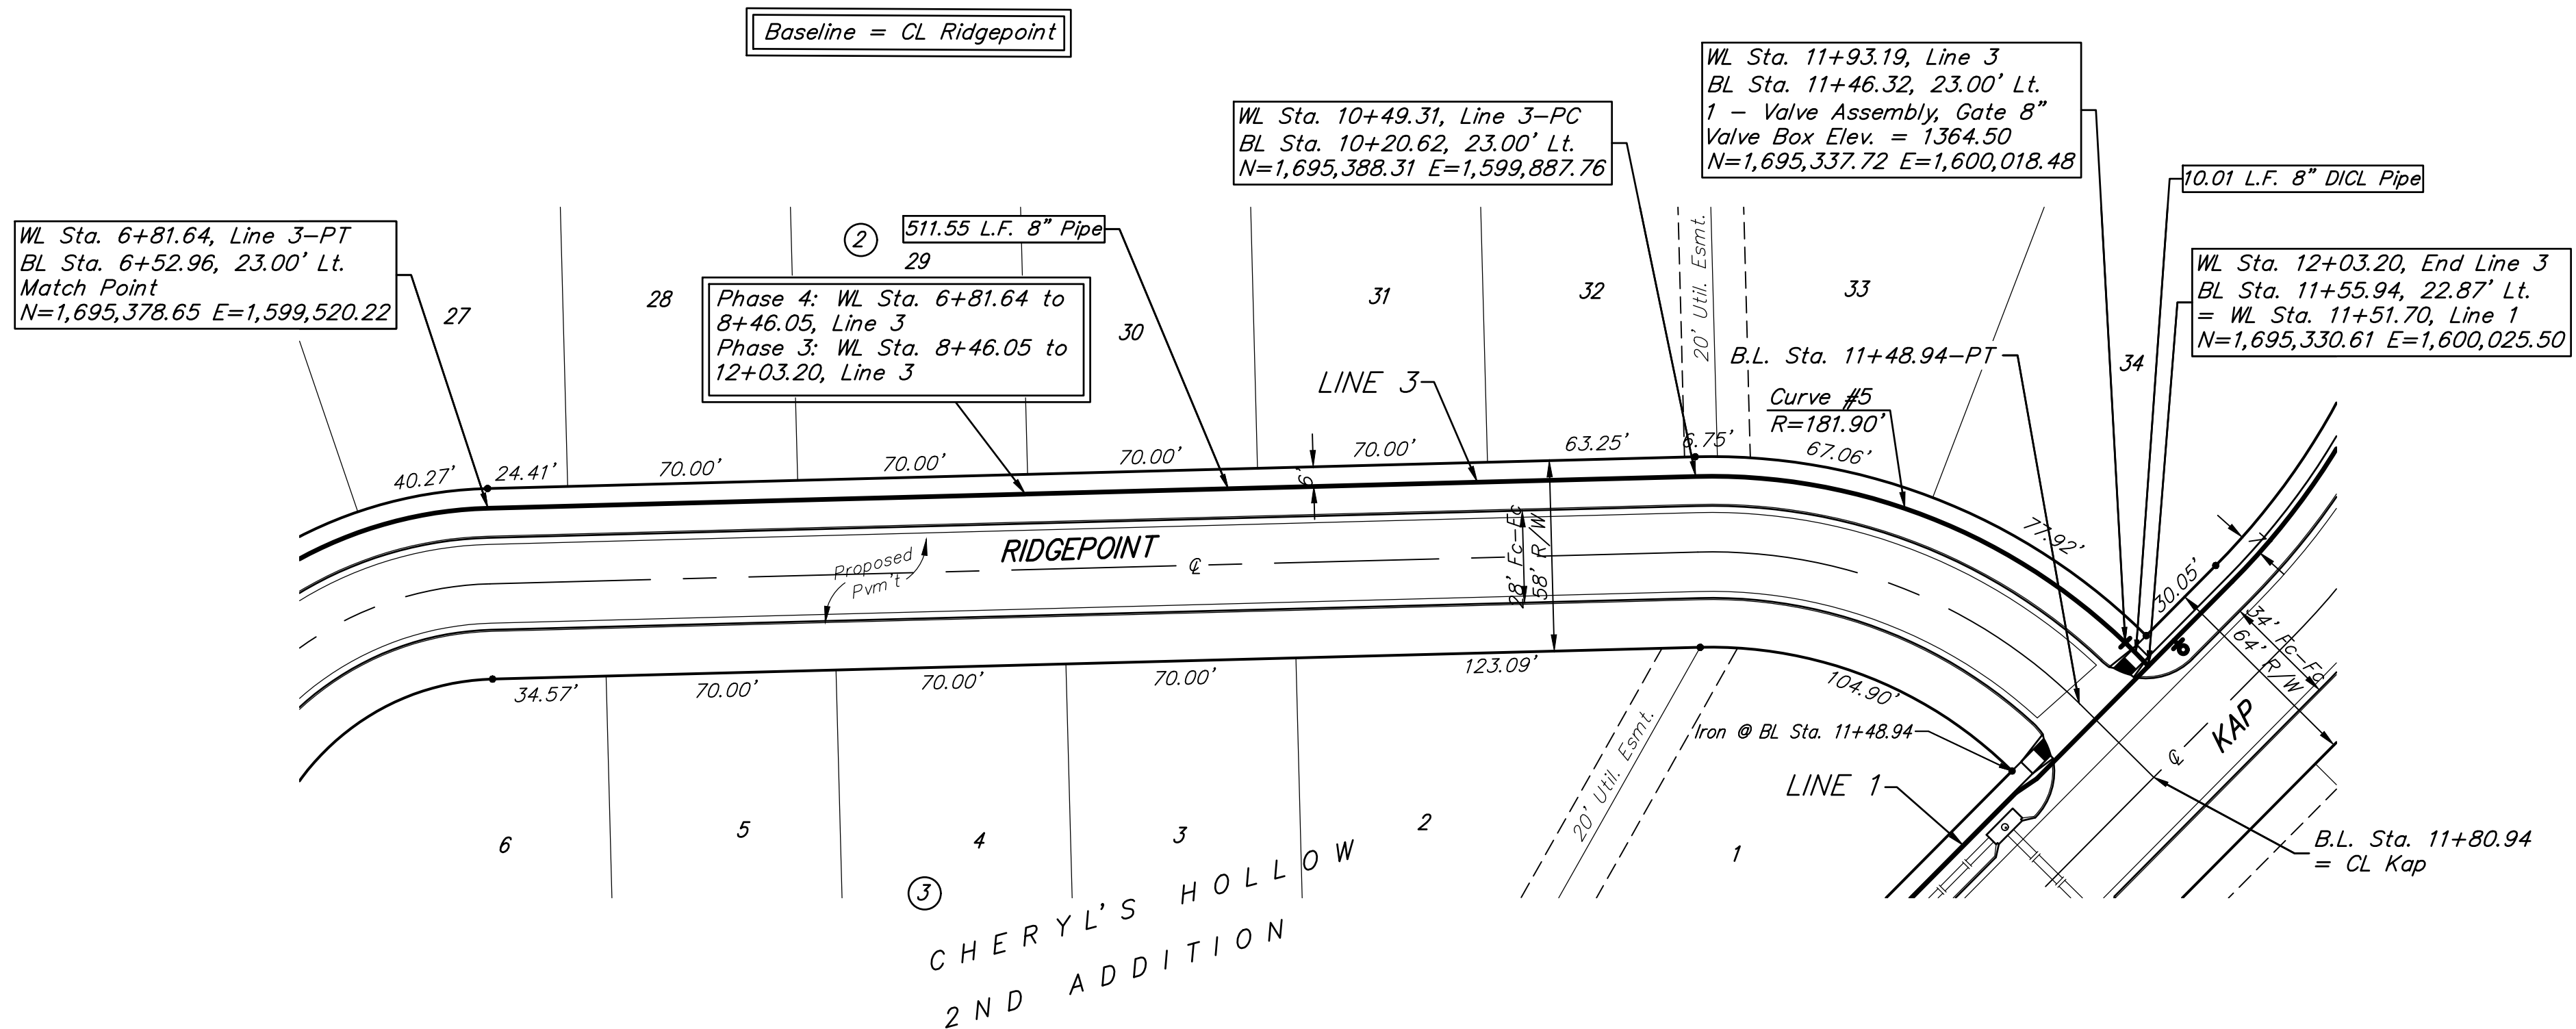 Baseline = CL Ridgepoint
WL Sta. 6+81.64, Line 3-PT
BL Sta. 6+52.96, 23.00' Lt.
Match Point
N=1,695,378.65 E=1,599,520.22
511.55 L.F. 8" Pipe
Phase 4: WL Sta. 6+81.64 to
8+46.05, Line 3
Phase 3: WL Sta. 8+46.05 to
12+03.20, Line 3
WL Sta. 10+49.31, Line 3-PC
BL Sta. 10+20.62, 23.00' Lt.
N=1,695,388.31 E=1,599,887.76
WL Sta. 11+93.19, Line 3
BL Sta. 11+46.32, 23.00' Lt.
1 - Valve Assembly, Gate 8"
Valve Box Elev. = 1364.50
N=1,695,337.72 E=1,600,018.48
10.01 L.F. 8" DICL Pipe
WL Sta. 12+03.20, End Line 3
BL Sta. 11+55.94, 22.87' Lt.
= WL Sta. 11+51.70, Line 1
N=1,695,330.61 E=1,600,025.50
2
27
28
29
30
31
32
33
34
20' Util. Esmt.
B.L. Sta. 11+48.94-PT
Curve #5
R=181.90'
LINE 3
40.27'
24.41'
70.00'
70.00'
70.00'
70.00'
63.25'
6.75'
67.06'
77.92'
30.05'
6'
7'
Proposed
Pvm't
RIDGEPOINT
℄
28' Fc-Fc
58' R/W
34' Fc-Fc
64' R/W
KAP
℄
34.57'
70.00'
70.00'
70.00'
123.09'
104.90'
20' Util. Esmt.
Iron @ BL Sta. 11+48.94
LINE 1
B.L. Sta. 11+80.94
= CL Kap
6
5
4
3
2
1
3
CHERYL'S HOLLOW
2ND ADDITION